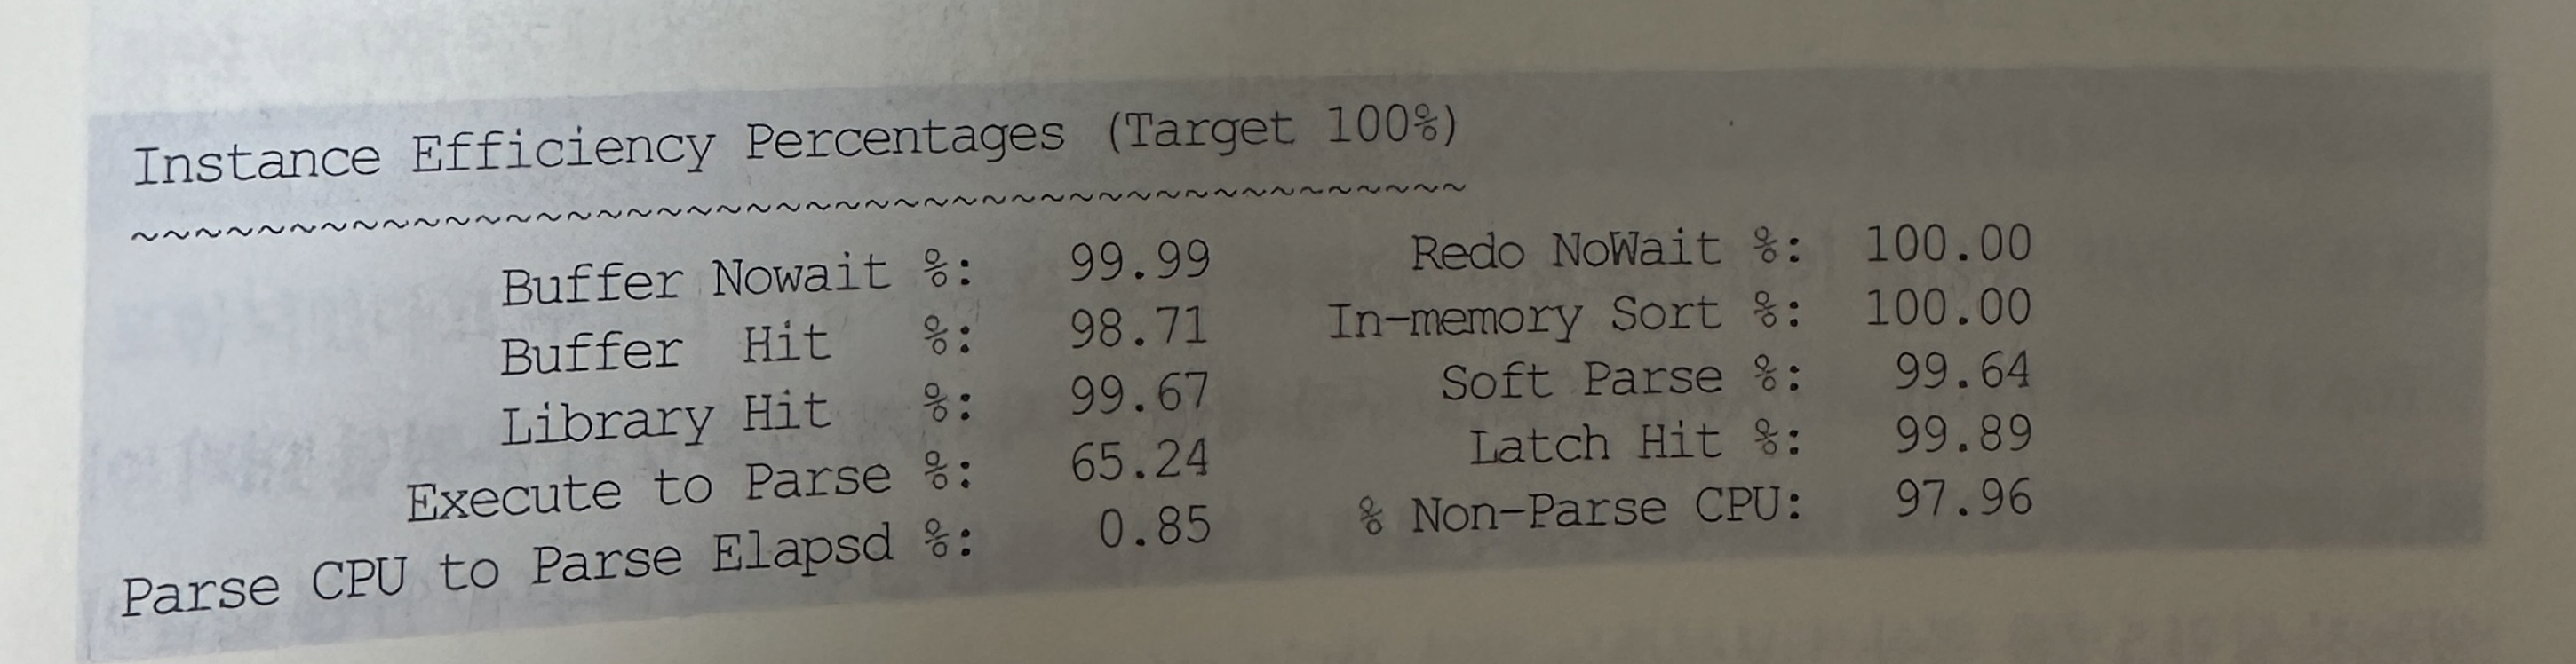 Instance Efficiency Percentages (Target 100%)
~~~~~~~~~~~~~~~~~~~~~~~~~~~~~~~~~~~~~~~~~~~
Buffer Nowait %: 99.99 Redo NoWait %: 100.00
Buffer Hit %: 98.71 In-memory Sort %: 100.00
Library Hit %: 99.67 Soft Parse %: 99.64
Execute to Parse %: 65.24 Latch Hit %: 99.89
Parse CPU to Parse Elapsd %: 0.85 % Non-Parse CPU: 97.96